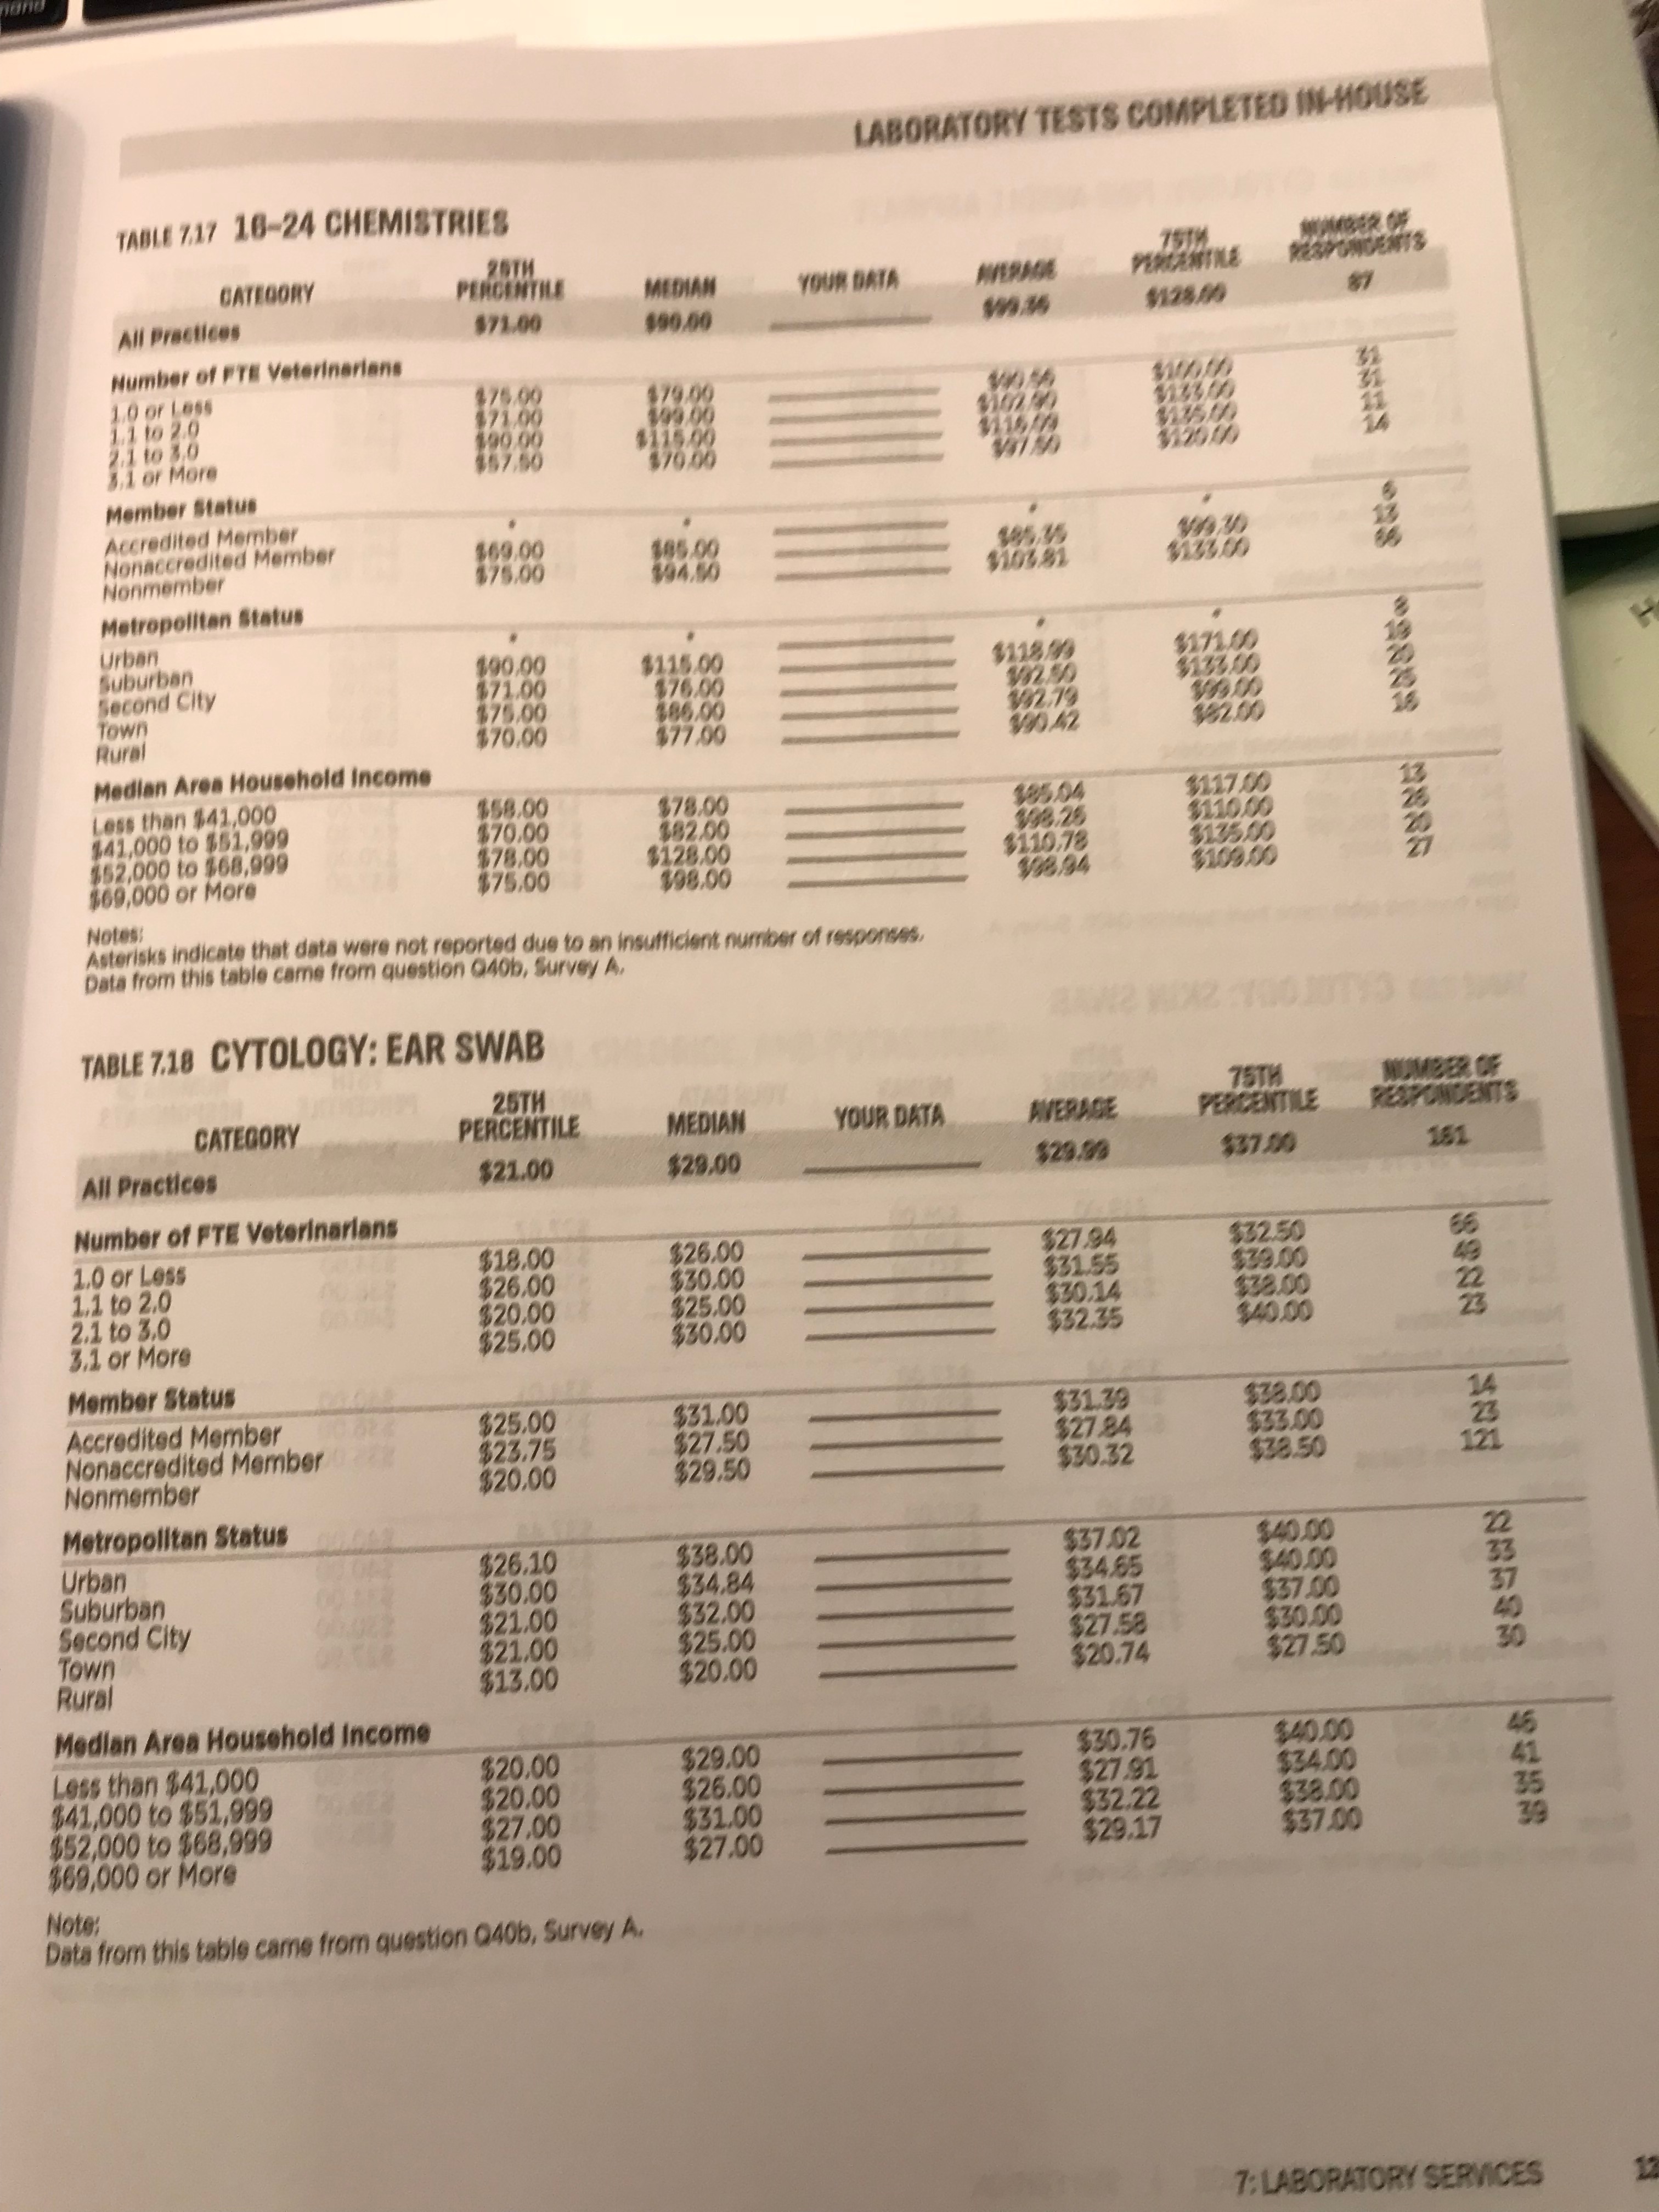 LABORATORY TESTS COMPLETED IN-HOUSE
TABLE 7.17 16–24 CHEMISTRIES
CATEGORY 25TH PERCENTILE MEDIAN YOUR DATA AVERAGE 75TH PERCENTILE NUMBER OF RESPONDENTS
All Practices $71.00 $90.00 $99.36 $128.00 87
Number of FTE Veterinarians
1.0 or Less $75.00 $79.00 $90.56 $100.00 31
1.1 to 2.0 $71.00 $99.00 $102.90 $133.00 31
2.1 to 3.0 $90.00 $115.00 $116.09 $135.00 11
3.1 or More $57.50 $70.00 $97.50 $120.00 14
Member Status
Accredited Member * * * * 6
Nonaccredited Member $69.00 $85.00 $85.35 $99.30 13
Nonmember $75.00 $94.50 $103.81 $133.00 66
Metropolitan Status
Urban * * * * 8
Suburban $90.00 $115.00 $118.99 $171.00 19
Second City $71.00 $76.00 $92.50 $133.00 20
Town $75.00 $86.00 $92.79 $99.00 25
Rural $70.00 $77.00 $90.42 $82.00
Median Area Household Income
Less than $41,000 $58.00 $78.00 $85.04 $117.00 13
$41,000 to $51,999 $70.00 $82.00 $98.26 $110.00 26
$52,000 to $68,999 $78.00 $128.00 $110.78 $135.00 20
$69,000 or More $75.00 $98.00 $98.94 $109.00 27
Notes:
Asterisks indicate that data were not reported due to an insufficient number of responses.
Data from this table came from question Q40b, Survey A.
TABLE 7.18 CYTOLOGY: EAR SWAB
CATEGORY 25TH PERCENTILE MEDIAN YOUR DATA AVERAGE 75TH PERCENTILE NUMBER OF RESPONDENTS
All Practices $21.00 $29.00 $29.99 $37.00 161
Number of FTE Veterinarians
1.0 or Less $18.00 $26.00 $27.94 $32.50 66
1.1 to 2.0 $26.00 $30.00 $31.55 $39.00 49
2.1 to 3.0 $20.00 $25.00 $30.14 $38.00 22
3.1 or More $25.00 $30.00 $32.35 $40.00 23
Member Status
Accredited Member $25.00 $31.00 $31.39 $38.00 14
Nonaccredited Member $23.75 $27.50 $27.84 $33.00 23
Nonmember $20.00 $29.50 $30.32 $38.50 121
Metropolitan Status
Urban $26.10 $38.00 $37.02 $40.00 22
Suburban $30.00 $34.84 $34.65 $40.00 33
Second City $21.00 $32.00 $31.67 $37.00 37
Town $21.00 $25.00 $27.58 $30.00 40
Rural $13.00 $20.00 $20.74 $27.50 30
Median Area Household Income
Less than $41,000 $20.00 $29.00 $30.76 $40.00 46
$41,000 to $51,999 $20.00 $26.00 $27.91 $34.00 41
$52,000 to $68,999 $27.00 $31.00 $32.22 $38.00 35
$69,000 or More $19.00 $27.00 $29.17 $37.00 39
Note:
Data from this table came from question Q40b, Survey A.
7: LABORATORY SERVICES